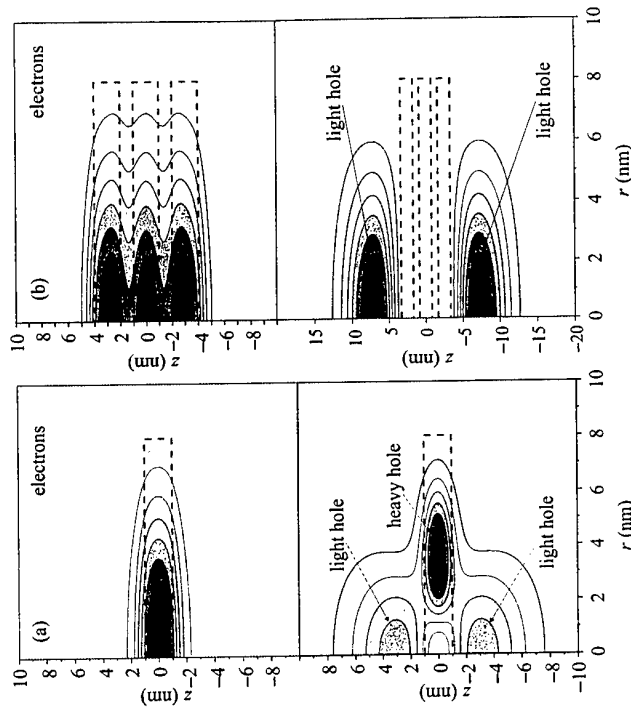 (a)
electrons
10
8
6
4
2
0
−2
−4
−6
−8
z (nm)
light hole
heavy hole
light hole
8
6
4
2
0
−2
−4
−6
−8
−10
z (nm)
0 2 4 6 8 10
r (nm)
(b)
electrons
10
8
6
4
2
0
−2
−4
−6
−8
z (nm)
light hole
light hole
15
10
5
0
−5
−10
−15
−20
z (nm)
0 2 4 6 8 10
r (nm)